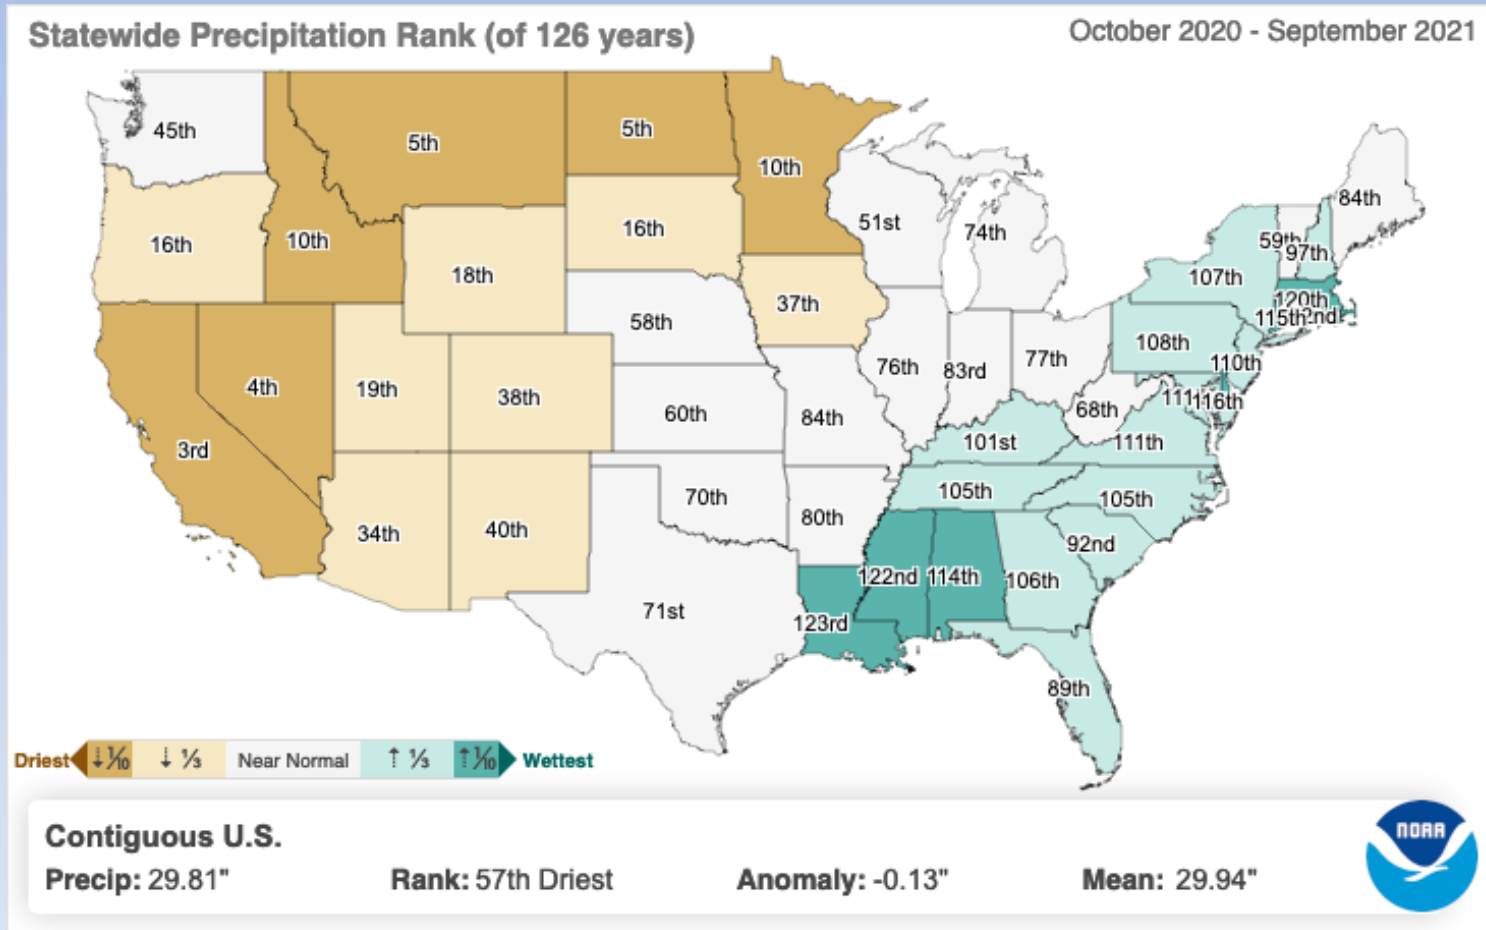 Statewide Precipitation Rank (of 126 years)
October 2020 - September 2021
45th
5th
5th
10th
84th
16th
10th
18th
16th
51st
74th
59th
97th
107th
120th
115th
37th
58th
108th
110th
4th
19th
38th
76th
83rd
77th
111th
116th
3rd
60th
84th
68th
101st
111th
34th
40th
70th
80th
105th
105th
92nd
71st
122nd
114th
106th
123rd
89th
Driest
↓ ⅒
↓ ⅓
Near Normal
↑ ⅓
↑ ⅒
Wettest
Contiguous U.S.
Precip: 29.81"
Rank: 57th Driest
Anomaly: -0.13"
Mean: 29.94"
NOAA